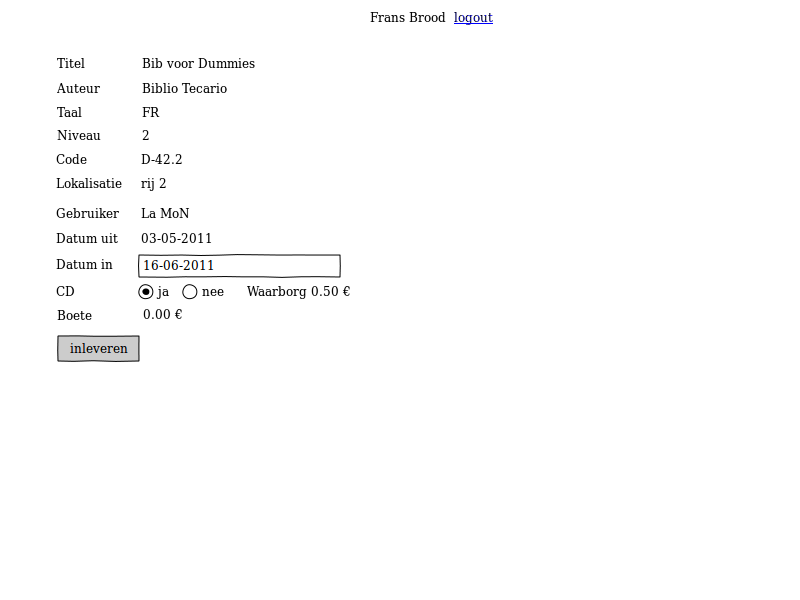 Frans Brood logout
Titel Bib voor Dummies
Auteur Biblio Tecario
Taal FR
Niveau 2
Code D-42.2
Lokalisatie rij 2
Gebruiker La MoN
Datum uit 03-05-2011
Datum in 16-06-2011
CD ja nee Waarborg 0.50 €
Boete 0.00 €
inleveren